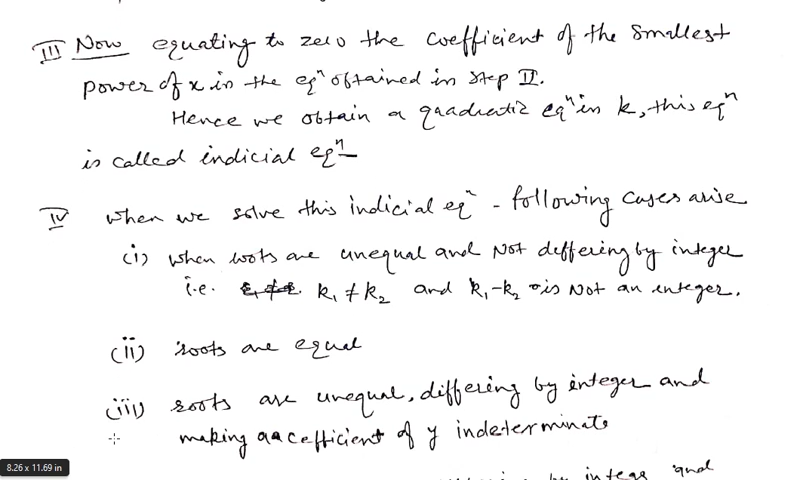 III Now equating to zero the coefficient of the smallest
power of x in the eqⁿ obtained in step II.
Hence we obtain a quadratic eqⁿ in k, this eqⁿ
is called indicial eqⁿ
IV when we solve this indicial eqⁿ - following cases arise
(i) when roots are unequal and Not differing by integer
i.e. k₁ ≠ k₂ and k₁-k₂ is Not an integer.
(ii) roots are equal
(iii) roots are unequal, differing by integer and
making a coefficient of y indeterminate
by integer and
8.26 x 11.69 in